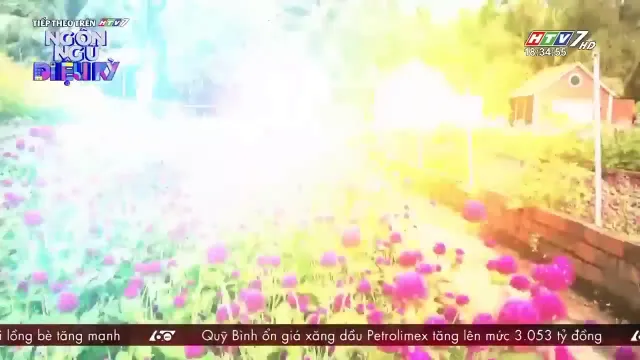 TIẾP THEO TRÊN HTV7
NGÔN
NGỮ
ĐIỆU KỲ
HTV7 HD
18:34:55
i lồng bè tăng mạnh
Quỹ Bình ổn giá xăng dầu Petrolimex tăng lên mức 3.053 tỷ đồng